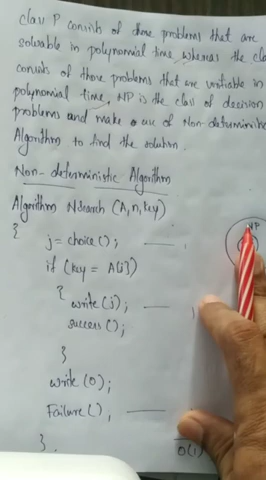 class P consists of those problems that are
solvable in polynomial time, whereas the cla
consists of those problems that are verifiable in
polynomial time. NP is the class of decision
problems and make a use of Non-deterministic
Algorithm to find the solution.
Non-deterministic Algorithm
Algorithm Ndsearch (A,n,key)
{
j = choice();
NP
if (key = A[j])
{
write(j);
success();
}
write(0);
Failure();
}.
O(1)